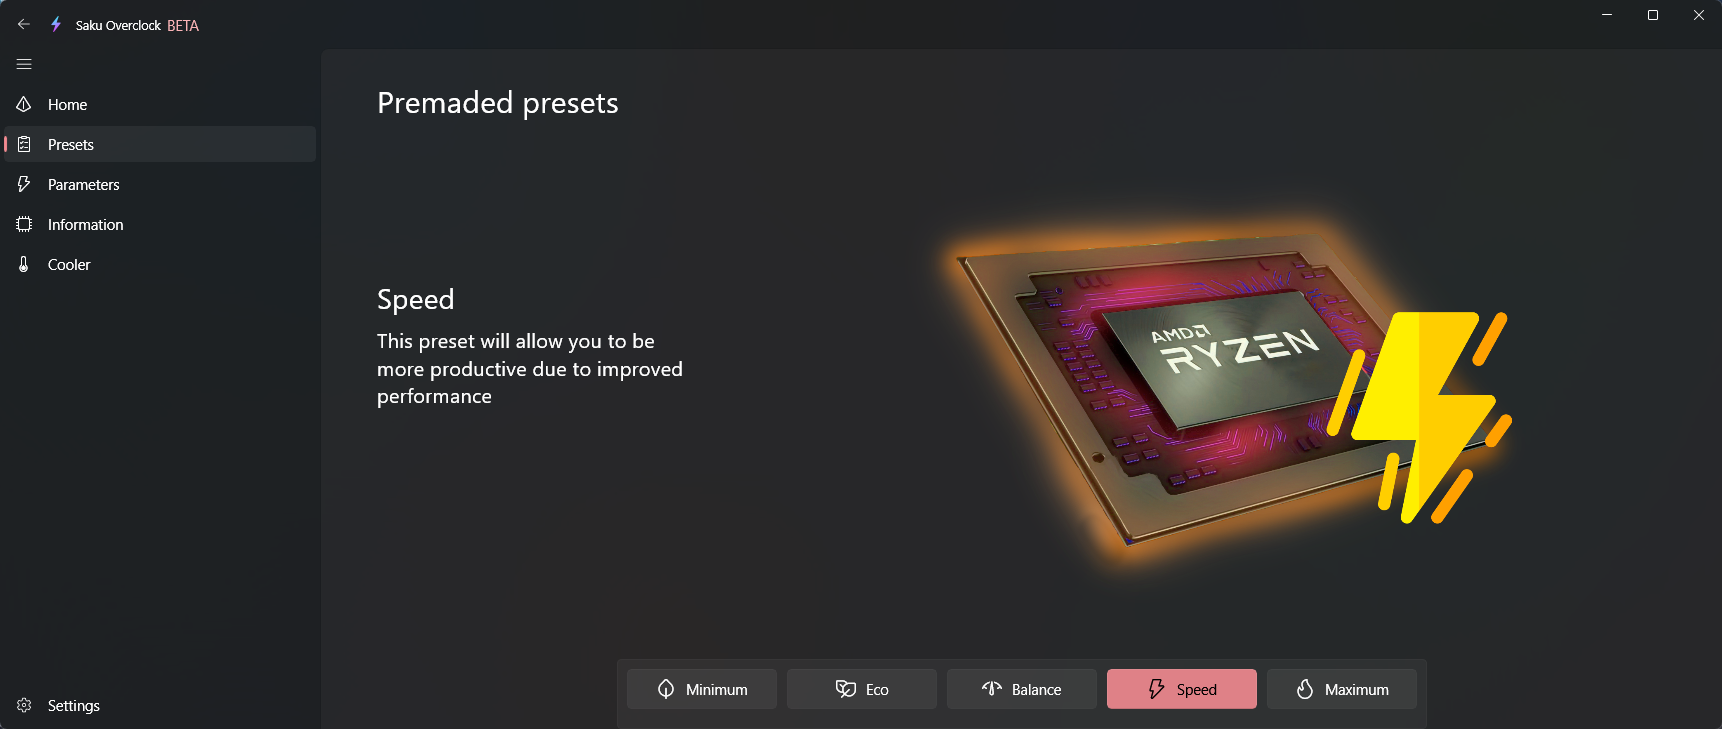 Saku Overclock BETA
Home
Presets
Parameters
Information
Cooler
Settings
Premaded presets
Speed
This preset will allow you to be
more productive due to improved
performance
AMD
RYZEN
Minimum
Eco
Balance
Speed
Maximum